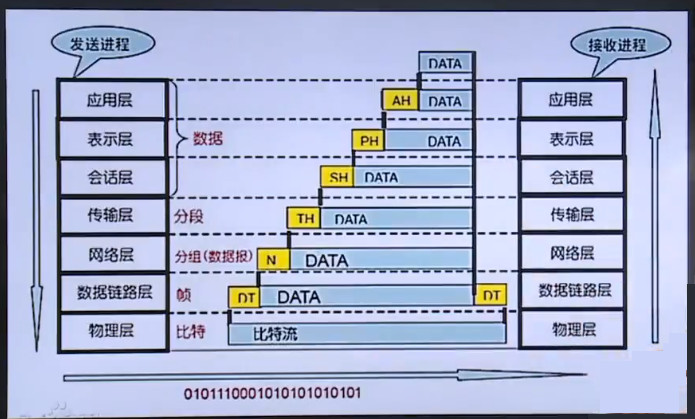 发送进程
接收进程
DATA
应用层
AH
DATA
应用层
表示层
数据
PH
DATA
表示层
会话层
SH
DATA
会话层
传输层
分段
TH
DATA
传输层
网络层
分组(数据报)
N
DATA
网络层
数据链路层
帧
DT
DATA
DT
数据链路层
物理层
比特
比特流
物理层
0101110001010101010101